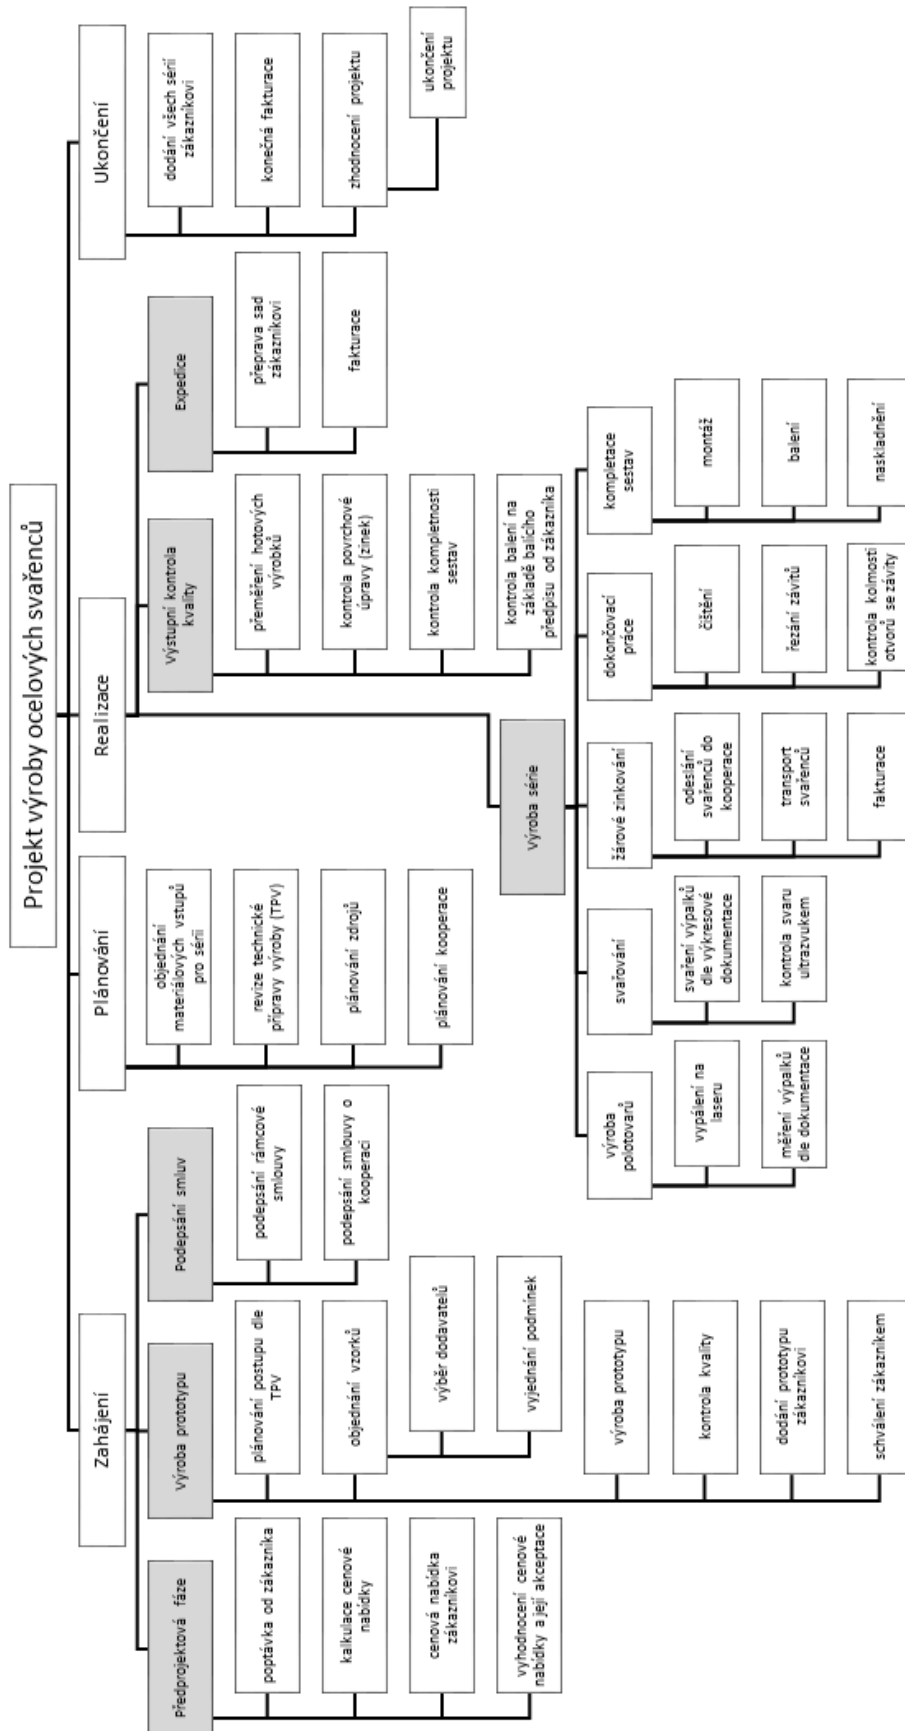 Projekt výroby ocelových svařenců
Zahájení
Předprojektová fáze
poptávka od zákazníka
kalkulace cenové
nabídky
cenová nabídka
zákazníkovi
vyhodnocení cenové
nabídky a její akceptace
Výroba prototypu
plánování postupu dle
TPV
objednání vzorků
výběr dodavatelů
vyjednání podmínek
výroba prototypu
kontrola kvality
dodání prototypu
zákazníkovi
schválení zákazníkem
Podepsání smluv
podepsání rámcové
smlouvy
podepsání smlouvy o
kooperaci
Plánování
objednání
materiálových vstupů
pro sérii
revize technické
přípravy výroby (TPV)
plánování zdrojů
plánování kooperace
Realizace
Výroba série
výroba
polotovarů
vypálení na
laseru
měření výpalků
dle dokumentace
svařování
svaření výpalků
dle výkresové
dokumentace
kontrola svaru
ultrazvukem
žárové zinkování
odeslání
svařenců do
kooperace
transport
svařenců
fakturace
dokončovací
práce
čištění
řezání závitů
kontrola kolmosti
otvorů se závity
kompletace
sestav
montáž
balení
naskladnění
Výstupní kontrola
kvality
přeměření hotových
výrobků
kontrola povrchové
úpravy (zinek)
kontrola kompletnosti
sestav
kontrola balení na
základě balicího
předpisu od zákazníka
Expedice
přeprava sad
zákazníkovi
fakturace
Ukončení
dodání všech sérií
zákazníkovi
konečná fakturace
zhodnocení projektu
ukončení
projektu